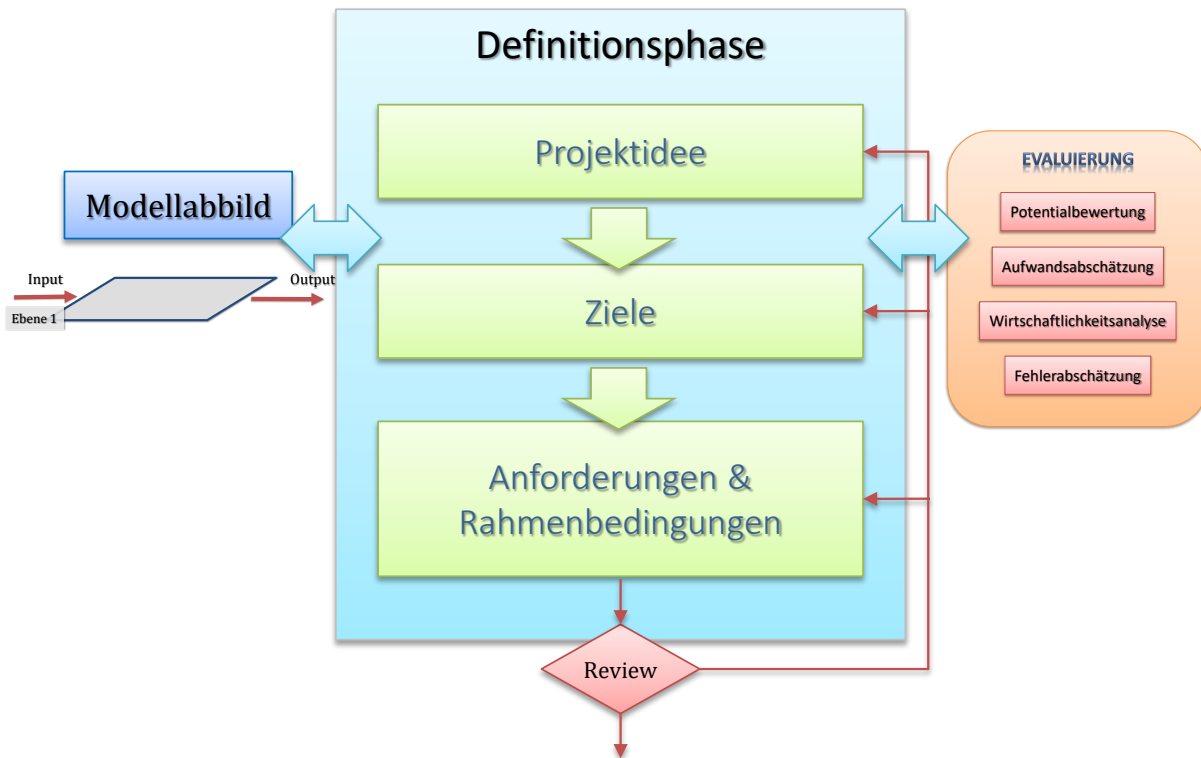 Definitionsphase
Projektidee
Modellabbild
Input
Output
Ebene 1
Ziele
Anforderungen &
Rahmenbedingungen
Review
EVALUIERUNG
Potentialbewertung
Aufwandsabschätzung
Wirtschaftlichkeitsanalyse
Fehlerabschätzung